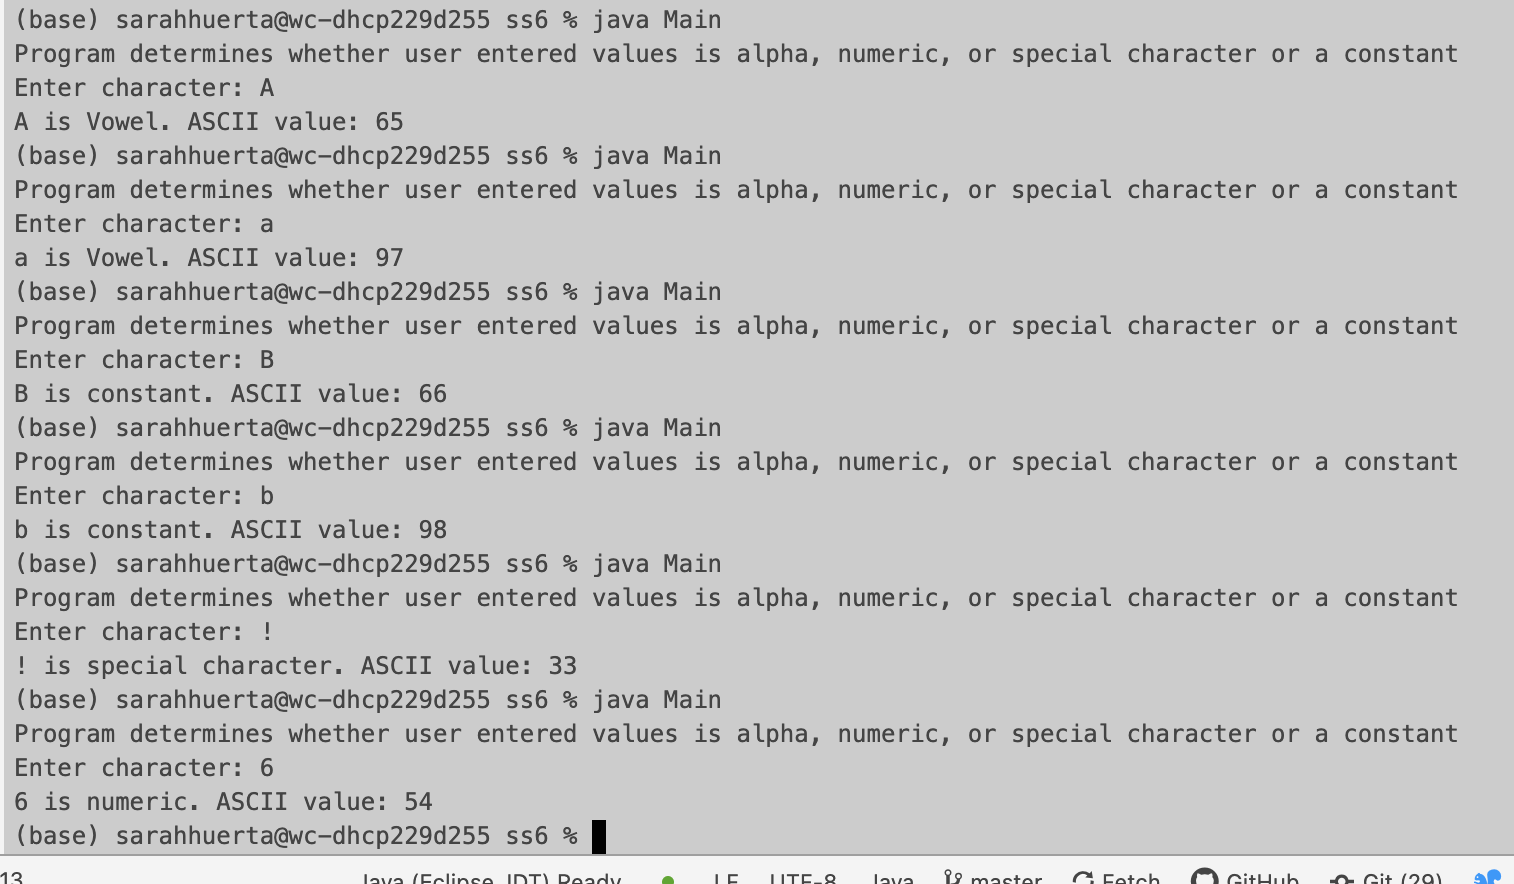 (base) sarahhuerta@wc-dhcp229d255 ss6 % java Main
Program determines whether user entered values is alpha, numeric, or special character or a constant
Enter character: A
A is Vowel. ASCII value: 65
(base) sarahhuerta@wc-dhcp229d255 ss6 % java Main
Program determines whether user entered values is alpha, numeric, or special character or a constant
Enter character: a
a is Vowel. ASCII value: 97
(base) sarahhuerta@wc-dhcp229d255 ss6 % java Main
Program determines whether user entered values is alpha, numeric, or special character or a constant
Enter character: B
B is constant. ASCII value: 66
(base) sarahhuerta@wc-dhcp229d255 ss6 % java Main
Program determines whether user entered values is alpha, numeric, or special character or a constant
Enter character: b
b is constant. ASCII value: 98
(base) sarahhuerta@wc-dhcp229d255 ss6 % java Main
Program determines whether user entered values is alpha, numeric, or special character or a constant
Enter character: !
! is special character. ASCII value: 33
(base) sarahhuerta@wc-dhcp229d255 ss6 % java Main
Program determines whether user entered values is alpha, numeric, or special character or a constant
Enter character: 6
6 is numeric. ASCII value: 54
(base) sarahhuerta@wc-dhcp229d255 ss6 %
13 Java (Eclipse JDT) Ready LF UTF-8 Java master Fetch GitHub Git (29)